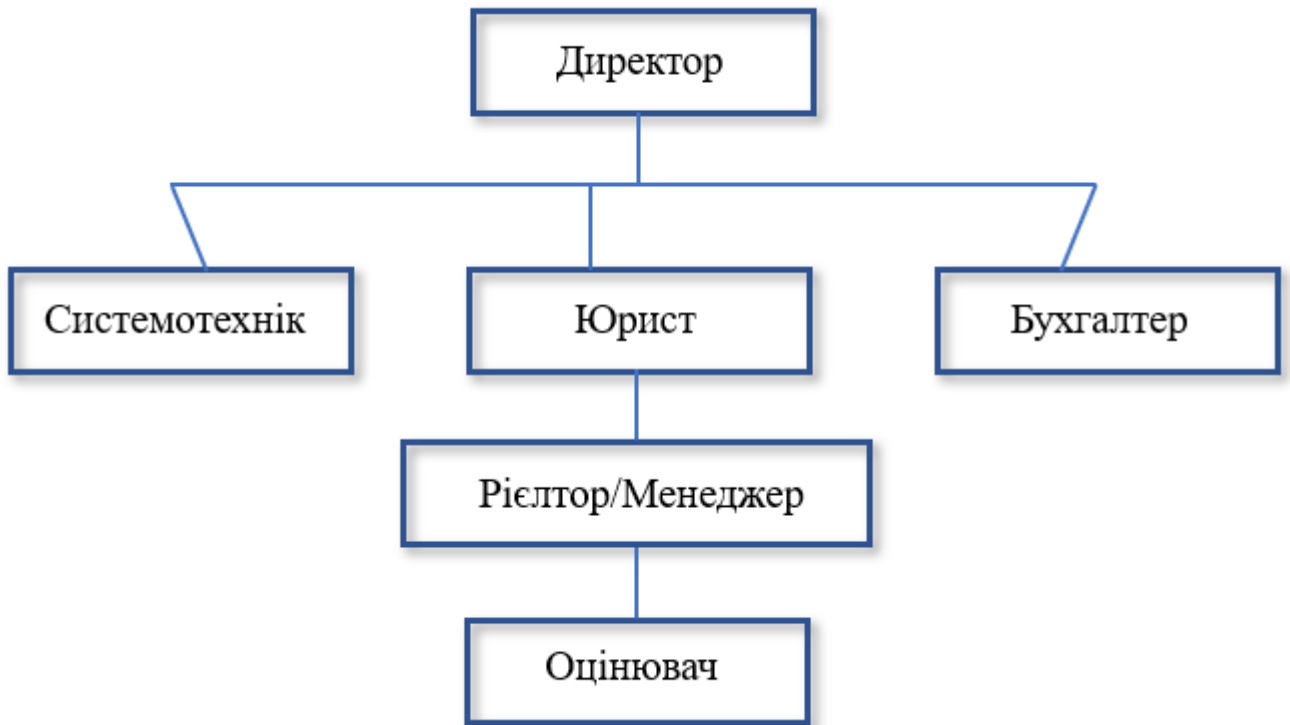 Директор
Системотехнік
Юрист
Бухгалтер
Рієлтор/Менеджер
Оцінювач